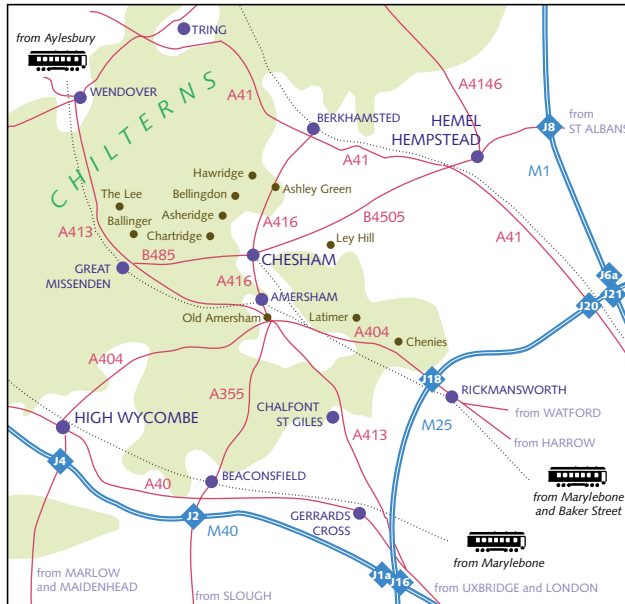 from Aylesbury
TRING
WENDOVER
CHILTERNS
A41
A4146
BERKHAMSTED
HEMEL
HEMPSTEAD
J8
from
ST ALBANS
M1
A41
Hawridge
Ashley Green
The Lee
Bellingdon
Ballinger
Asheridge
Chartridge
A416
B4505
A413
B485
Ley Hill
A41
CHESHAM
GREAT
MISSENDEN
A416
J6a
J21
J20
AMERSHAM
Old Amersham
Latimer
A404
Chenies
A404
A355
J18
RICKMANSWORTH
HIGH WYCOMBE
CHALFONT
ST GILES
A413
M25
from WATFORD
from HARROW
J4
A40
BEACONSFIELD
from Marylebone
and Baker Street
J2
M40
GERRARDS
CROSS
from Marylebone
from MARLOW
and MAIDENHEAD
from SLOUGH
J1a
J16
from UXBRIDGE and LONDON